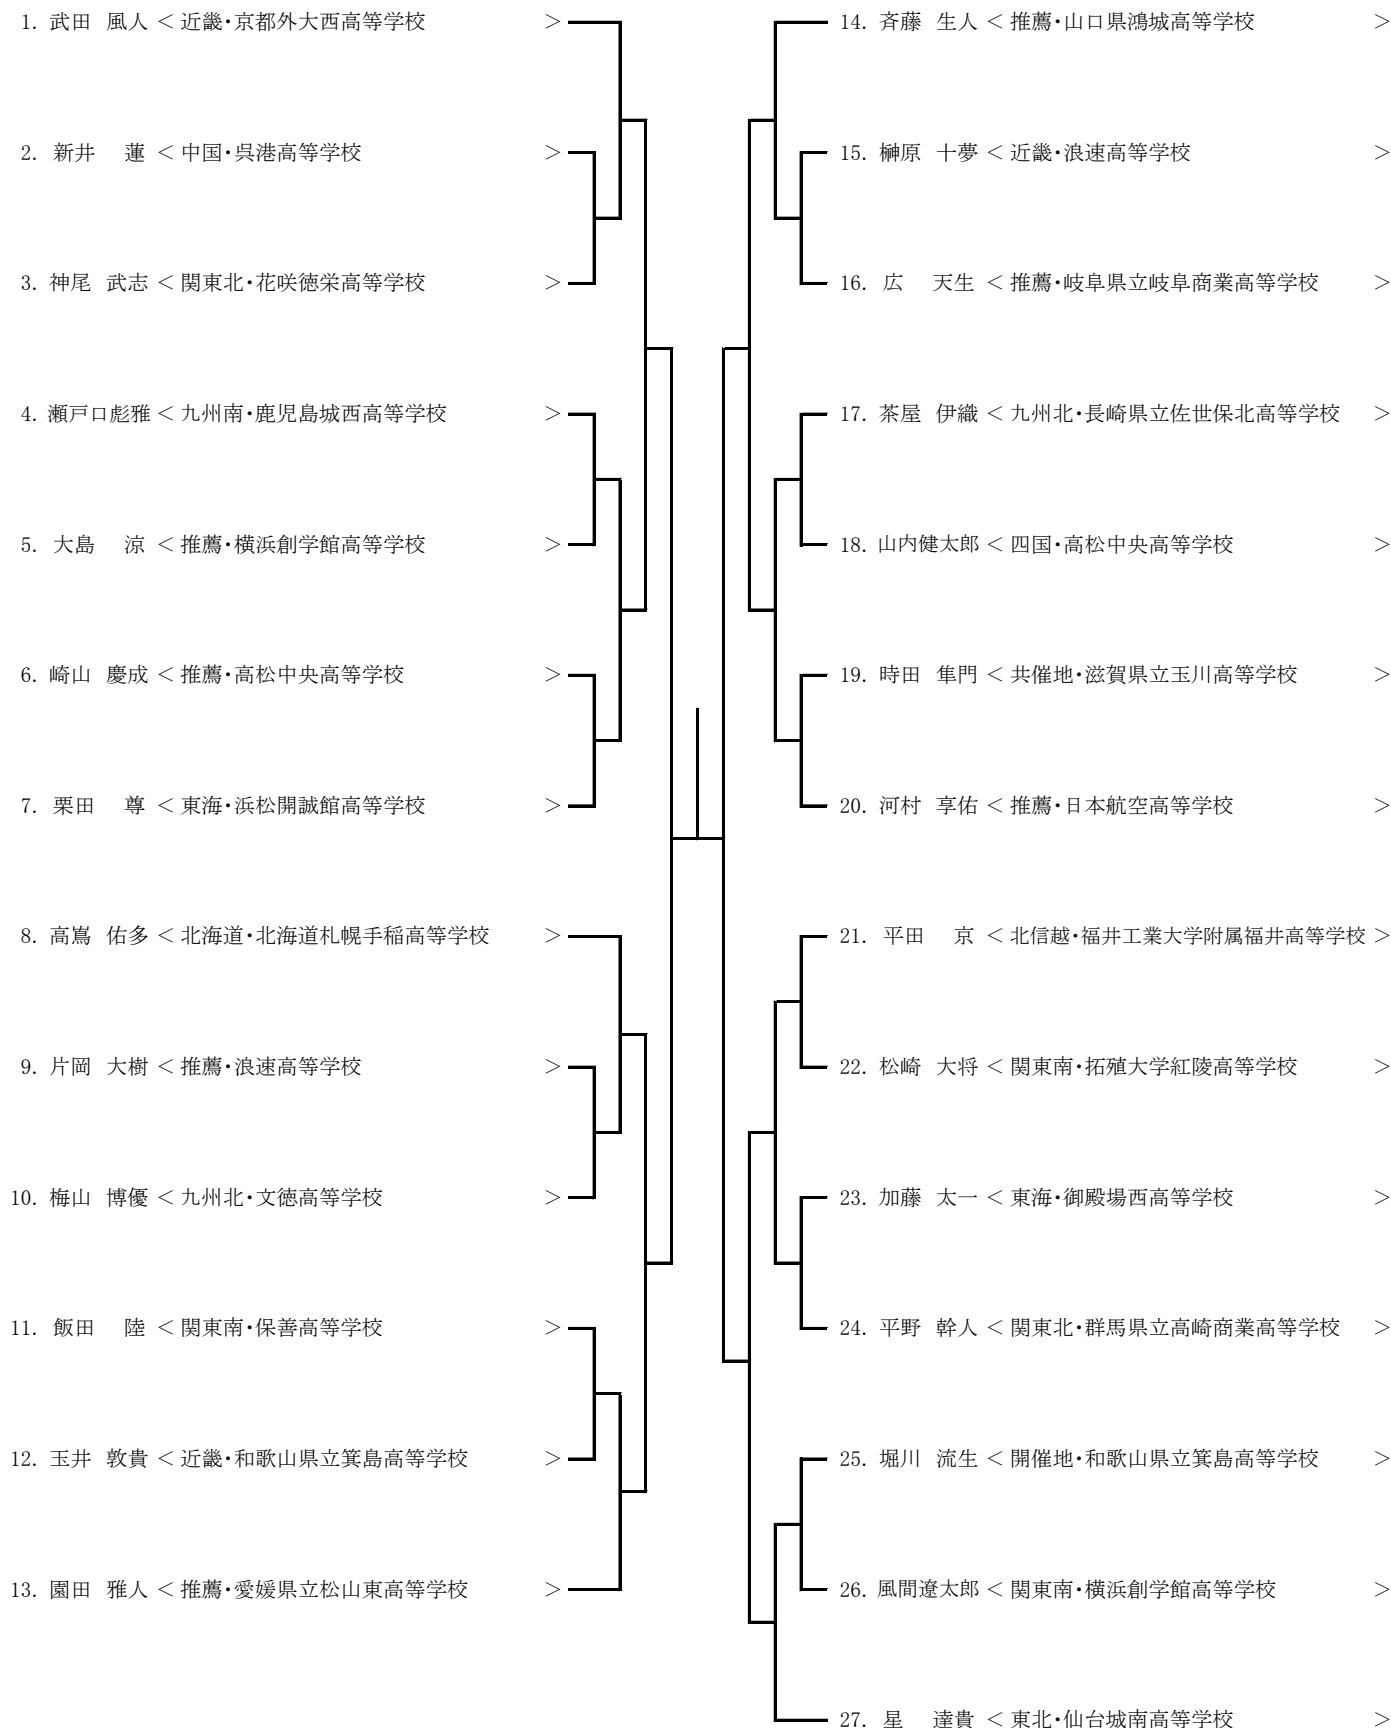 1. 武田 風人 < 近畿・京都外大西高等学校 >
2. 新井 蓮 < 中国・呉港高等学校 >
3. 神尾 武志 < 関東北・花咲徳栄高等学校 >
4. 瀬戸口彪雅 < 九州南・鹿児島城西高等学校 >
5. 大島 涼 < 推薦・横浜創学館高等学校 >
6. 崎山 慶成 < 推薦・高松中央高等学校 >
7. 栗田 尊 < 東海・浜松開誠館高等学校 >
8. 高嶌 佑多 < 北海道・北海道札幌手稲高等学校 >
9. 片岡 大樹 < 推薦・浪速高等学校 >
10. 梅山 博優 < 九州北・文徳高等学校 >
11. 飯田 陸 < 関東南・保善高等学校 >
12. 玉井 敦貴 < 近畿・和歌山県立箕島高等学校 >
13. 園田 雅人 < 推薦・愛媛県立松山東高等学校 >
14. 斉藤 生人 < 推薦・山口県鴻城高等学校 >
15. 榊原 十夢 < 近畿・浪速高等学校 >
16. 広 天生 < 推薦・岐阜県立岐阜商業高等学校 >
17. 茶屋 伊織 < 九州北・長崎県立佐世保北高等学校 >
18. 山内健太郎 < 四国・高松中央高等学校 >
19. 時田 隼門 < 共催地・滋賀県立玉川高等学校 >
20. 河村 享佑 < 推薦・日本航空高等学校 >
21. 平田 京 < 北信越・福井工業大学附属福井高等学校 >
22. 松崎 大将 < 関東南・拓殖大学紅陵高等学校 >
23. 加藤 太一 < 東海・御殿場西高等学校 >
24. 平野 幹人 < 関東北・群馬県立高崎商業高等学校 >
25. 堀川 流生 < 開催地・和歌山県立箕島高等学校 >
26. 風間遼太郎 < 関東南・横浜創学館高等学校 >
27. 星 達貴 < 東北・仙台城南高等学校 >